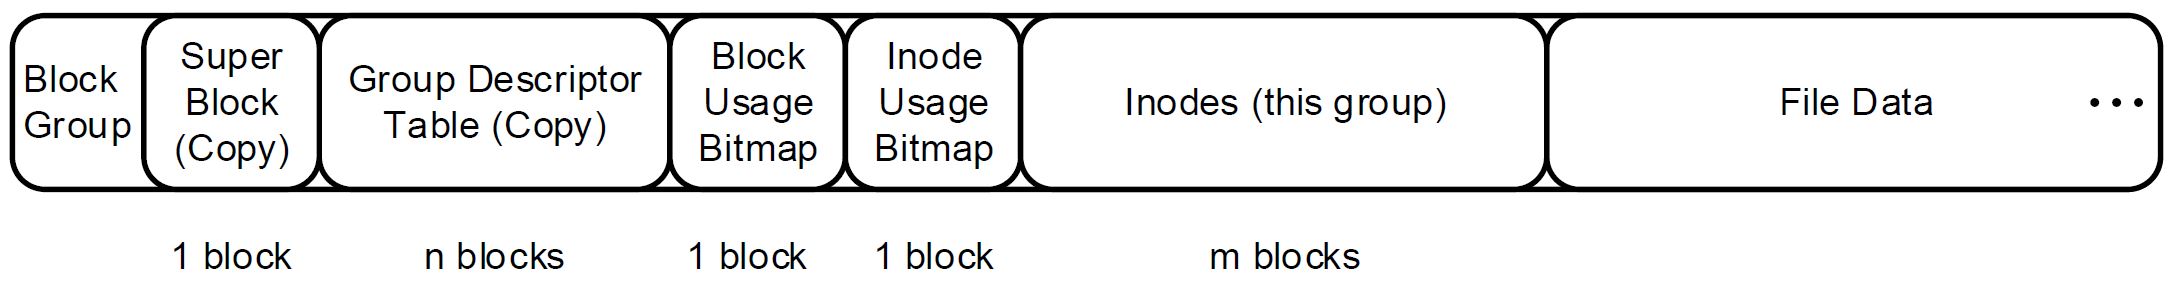 Block
Group
Super
Block
(Copy)
Group Descriptor
Table (Copy)
Block
Usage
Bitmap
Inode
Usage
Bitmap
Inodes (this group)
File Data
...
1 block
n blocks
1 block
1 block
m blocks